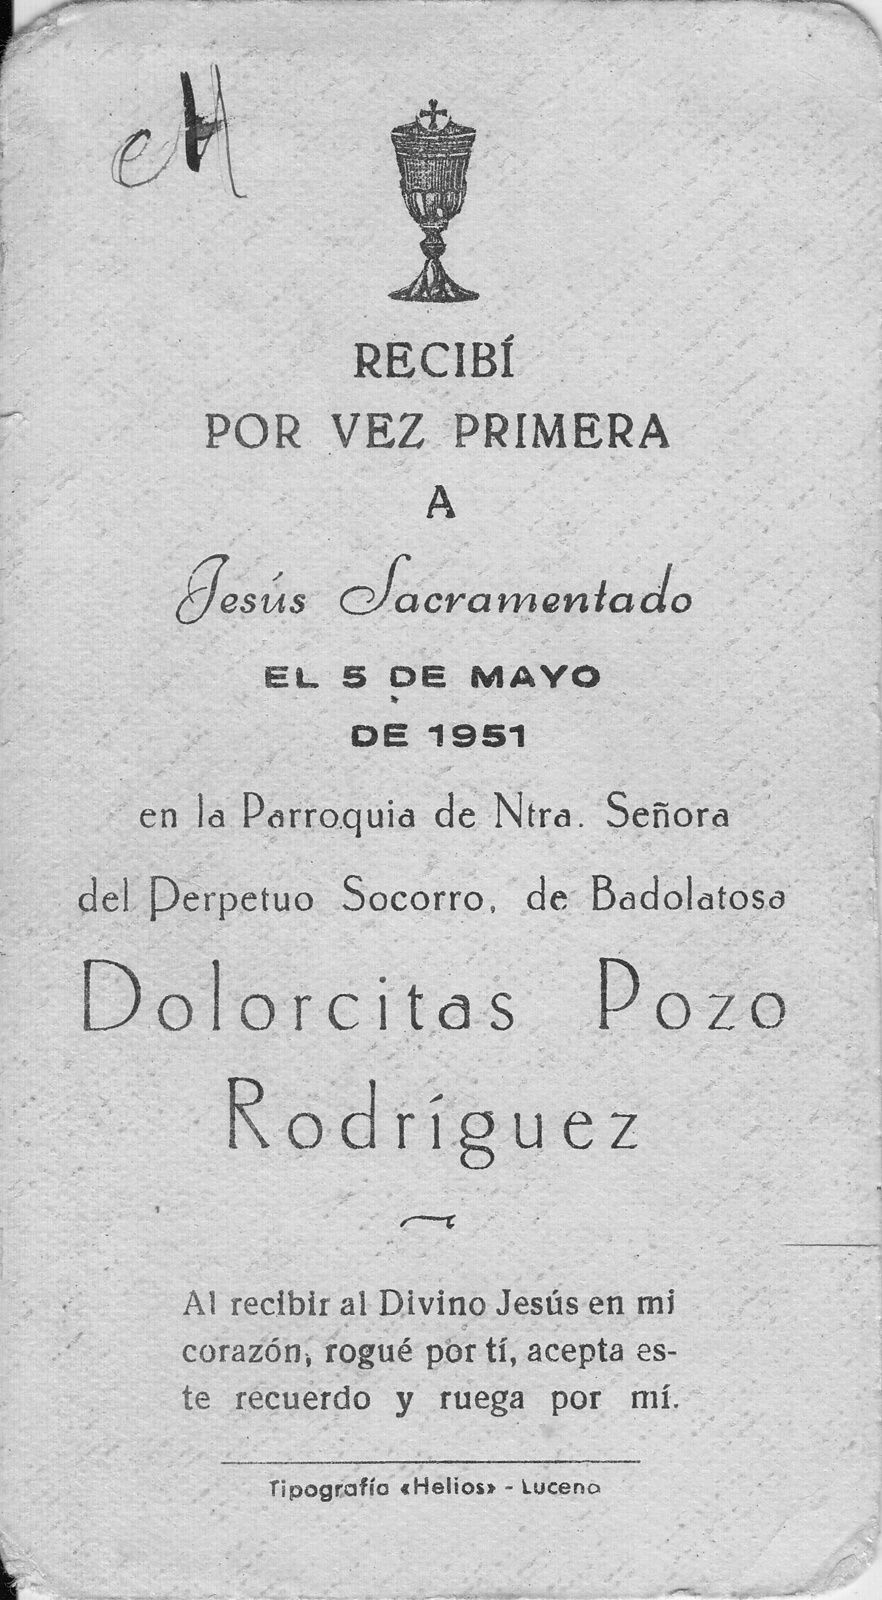 RECIBÍ
POR VEZ PRIMERA
A
Jesús Sacramentado
EL 5 DE MAYO
DE 1951
en la Parroquia de Ntra. Señora
del Perpetuo Socorro, de Badolatosa
Dolorcitas Pozo
Rodríguez
Al recibir al Divino Jesús en mi
corazón, rogué por tí, acepta es-
te recuerdo y ruega por mí.
Tipografía «Helios» - Lucena